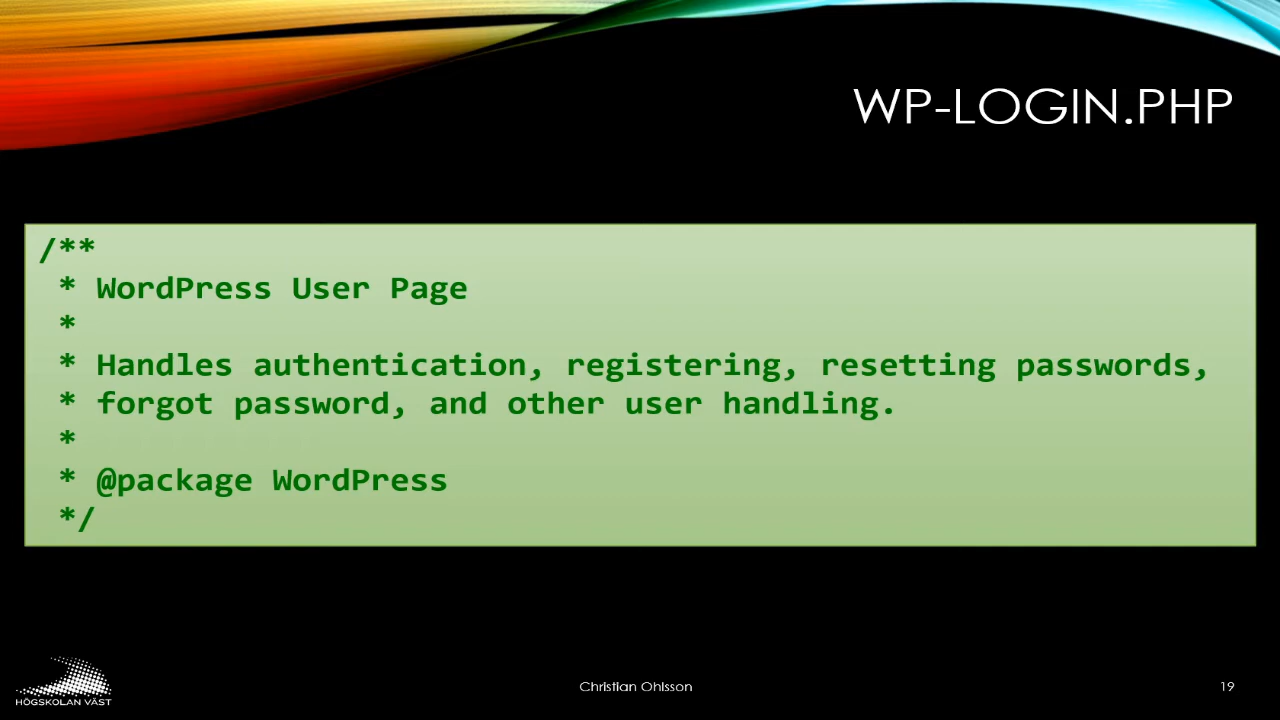 WP-LOGIN.PHP
/**
 * WordPress User Page
 *
 * Handles authentication, registering, resetting passwords,
 * forgot password, and other user handling.
 *
 * @package WordPress
 */
HÖGSKOLAN VÄST
Christian Ohlsson
19